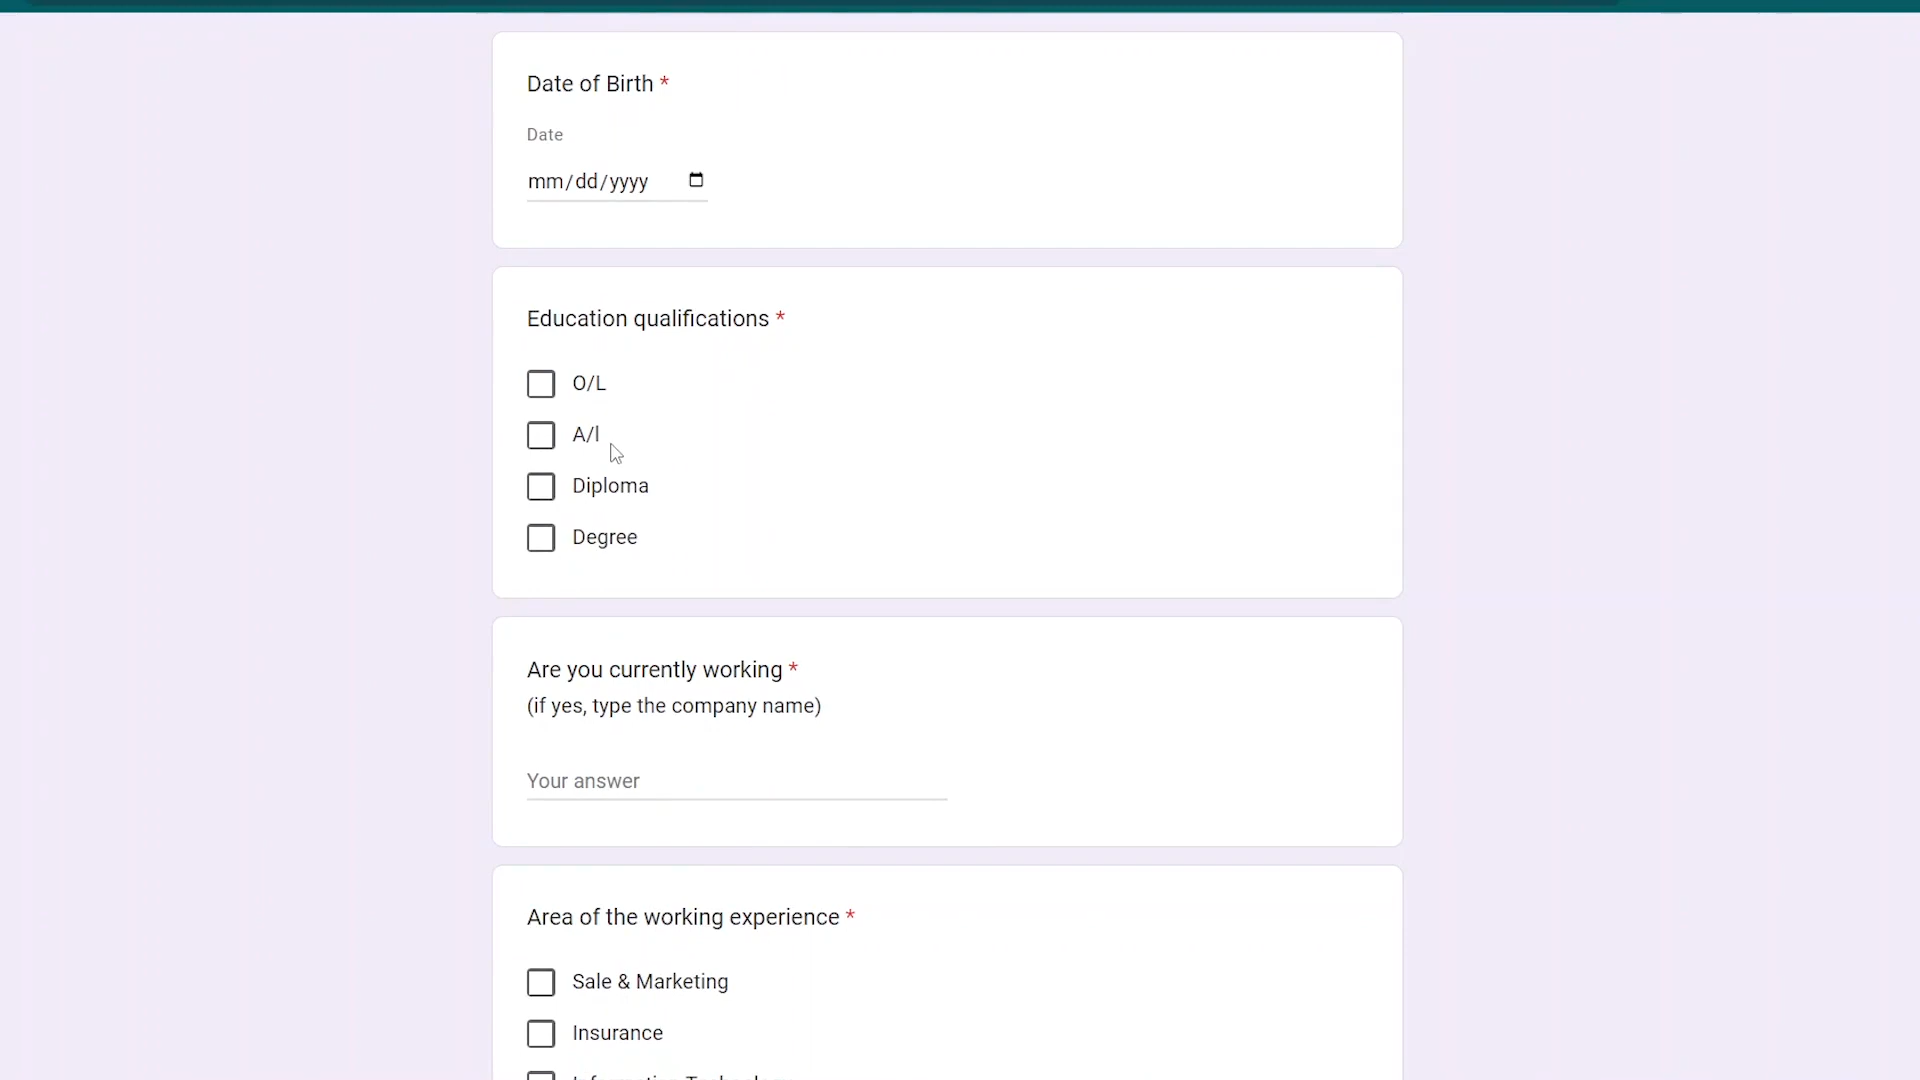 Date of Birth *
Date
mm/dd/yyyy
Education qualifications *
O/L
A/l
Diploma
Degree
Are you currently working *
(if yes, type the company name)
Your answer
Area of the working experience *
Sale & Marketing
Insurance